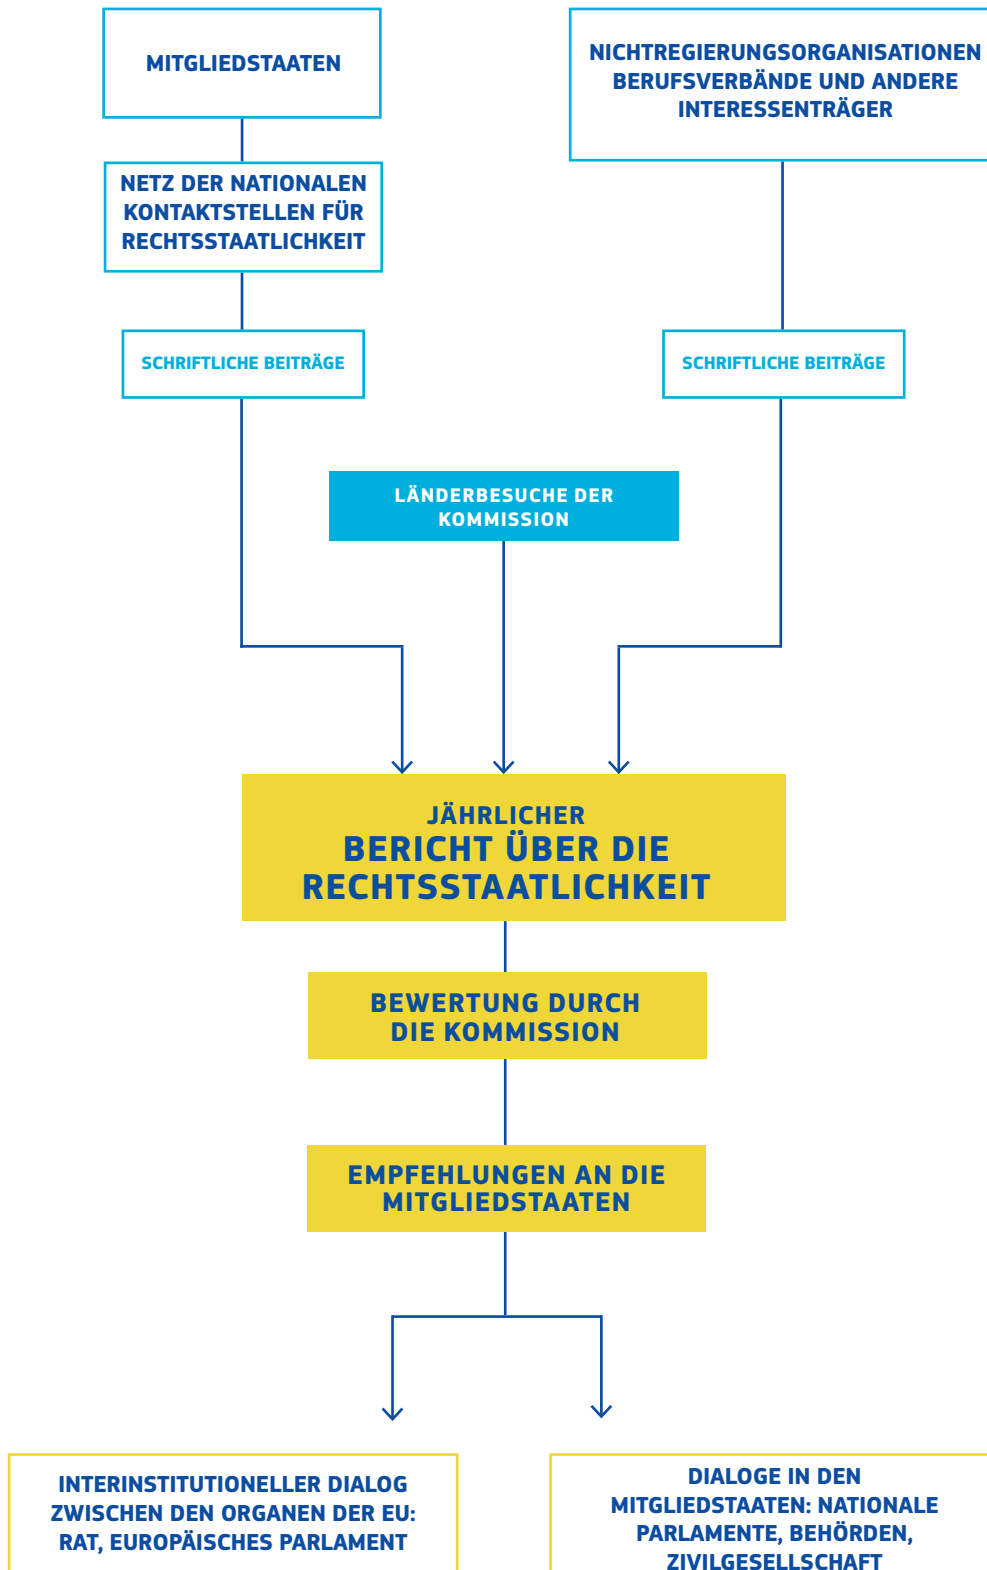 MITGLIEDSTAATEN
NICHTREGIERUNGSORGANISATIONEN
BERUFSVERBÄNDE UND ANDERE
INTERESSENTRÄGER
NETZ DER NATIONALEN
KONTAKTSTELLEN FÜR
RECHTSSTAATLICHKEIT
SCHRIFTLICHE BEITRÄGE
SCHRIFTLICHE BEITRÄGE
LÄNDERBESUCHE DER
KOMMISSION
JÄHRLICHER
BERICHT ÜBER DIE
RECHTSSTAATLICHKEIT
BEWERTUNG DURCH
DIE KOMMISSION
EMPFEHLUNGEN AN DIE
MITGLIEDSTAATEN
INTERINSTITUTIONELLER DIALOG
ZWISCHEN DEN ORGANEN DER EU:
RAT, EUROPÄISCHES PARLAMENT
DIALOGE IN DEN
MITGLIEDSTAATEN: NATIONALE
PARLAMENTE, BEHÖRDEN,
ZIVILGESELLSCHAFT